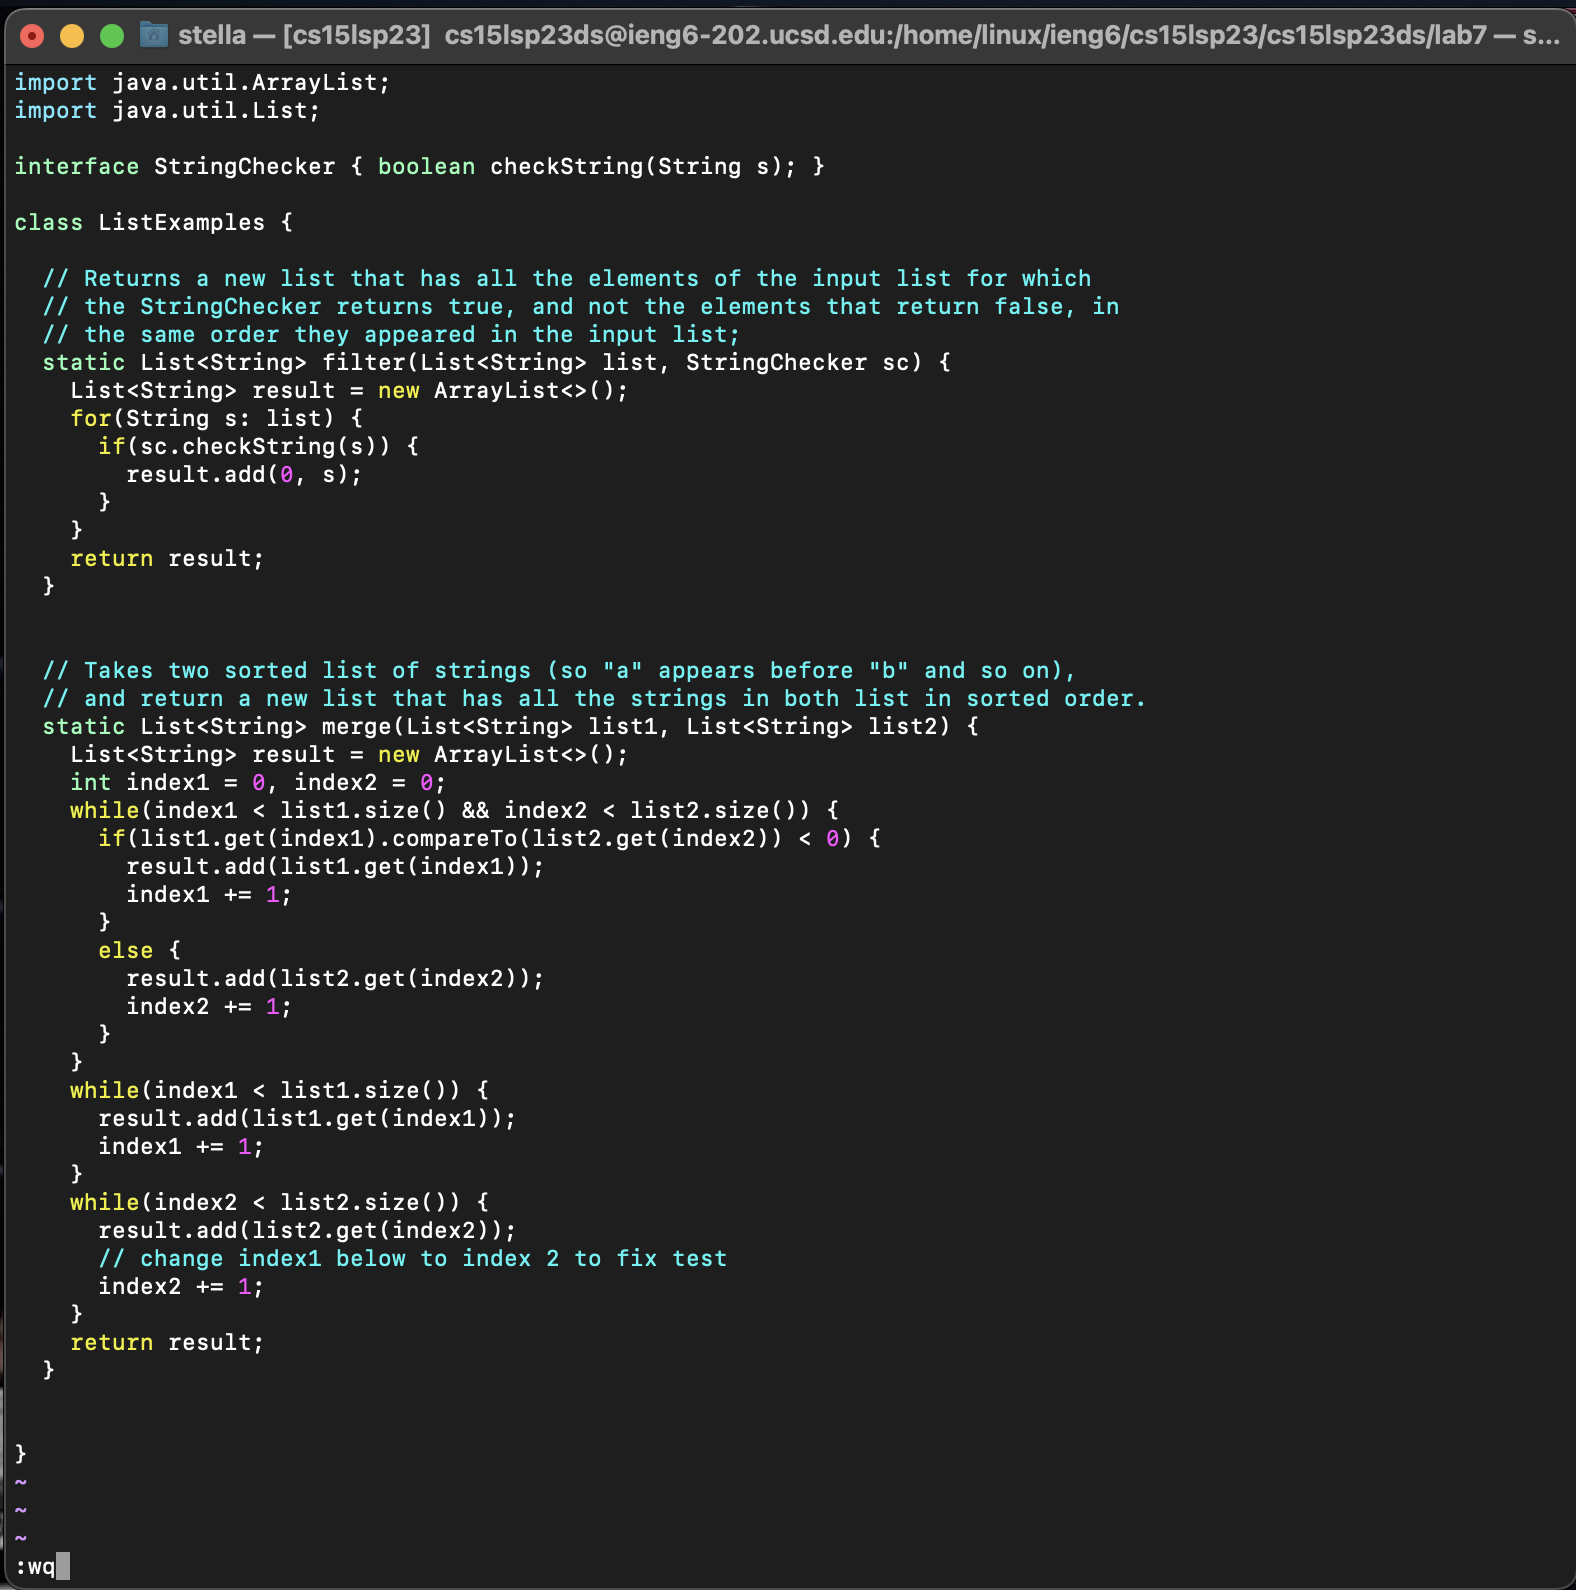 stella — [cs15lsp23]  cs15lsp23ds@ieng6-202.ucsd.edu:/home/linux/ieng6/cs15lsp23/cs15lsp23ds/lab7 — s...
import java.util.ArrayList;
import java.util.List;

interface StringChecker { boolean checkString(String s); }

class ListExamples {

  // Returns a new list that has all the elements of the input list for which
  // the StringChecker returns true, and not the elements that return false, in
  // the same order they appeared in the input list;
  static List<String> filter(List<String> list, StringChecker sc) {
    List<String> result = new ArrayList<>();
    for(String s: list) {
      if(sc.checkString(s)) {
        result.add(0, s);
      }
    }
    return result;
  }


  // Takes two sorted list of strings (so "a" appears before "b" and so on),
  // and return a new list that has all the strings in both list in sorted order.
  static List<String> merge(List<String> list1, List<String> list2) {
    List<String> result = new ArrayList<>();
    int index1 = 0, index2 = 0;
    while(index1 < list1.size() && index2 < list2.size()) {
      if(list1.get(index1).compareTo(list2.get(index2)) < 0) {
        result.add(list1.get(index1));
        index1 += 1;
      }
      else {
        result.add(list2.get(index2));
        index2 += 1;
      }
    }
    while(index1 < list1.size()) {
      result.add(list1.get(index1));
      index1 += 1;
    }
    while(index2 < list2.size()) {
      result.add(list2.get(index2));
      // change index1 below to index 2 to fix test
      index2 += 1;
    }
    return result;
  }


}
~
~
~
:wq